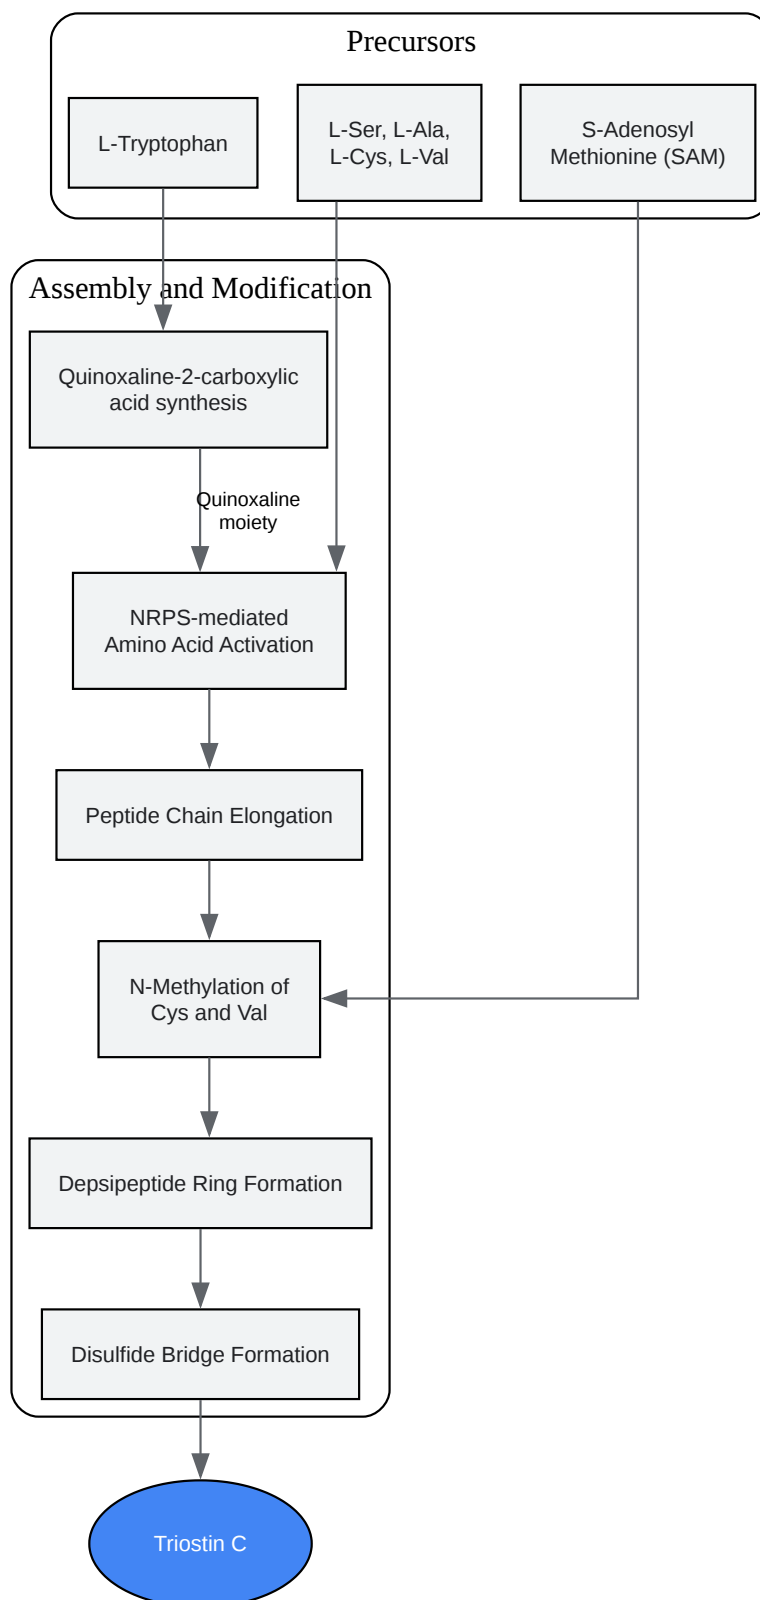 Precursors
L-Tryptophan
L-Ser, L-Ala,
L-Cys, L-Val
S-Adenosyl
Methionine (SAM)
Assembly and Modification
Quinoxaline-2-carboxylic
acid synthesis
Quinoxaline
moiety
NRPS-mediated
Amino Acid Activation
Peptide Chain Elongation
N-Methylation of
Cys and Val
Depsipeptide Ring Formation
Disulfide Bridge Formation
Triostin C